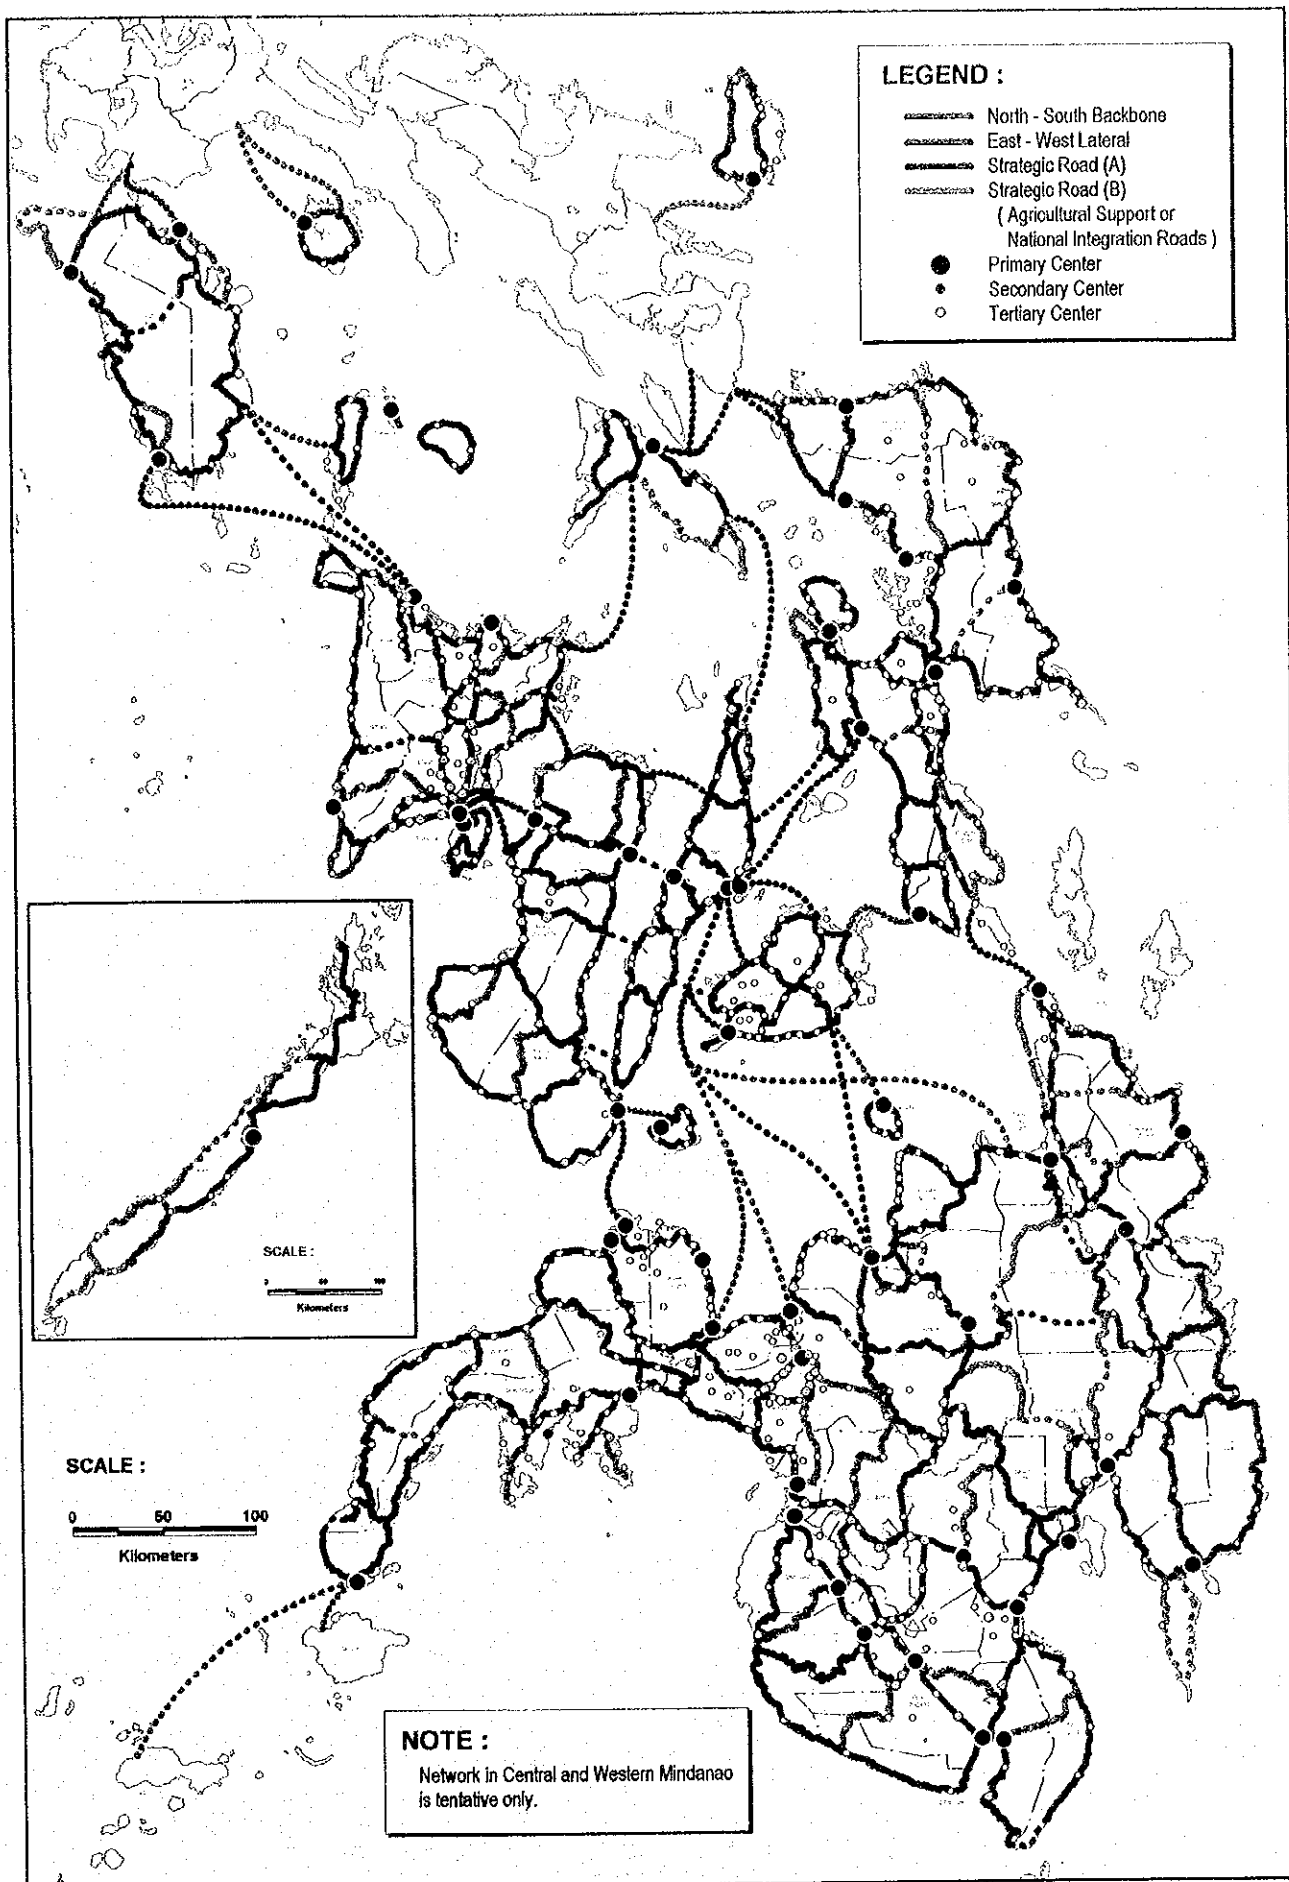 LEGEND :
North - South Backbone
East - West Lateral
Strategic Road (A)
Strategic Road (B)
( Agricultural Support or
National Integration Roads )
Primary Center
Secondary Center
Tertiary Center
SCALE :
Kilometers
SCALE :
0 50 100
Kilometers
NOTE :
Network in Central and Western Mindanao
is tentative only.